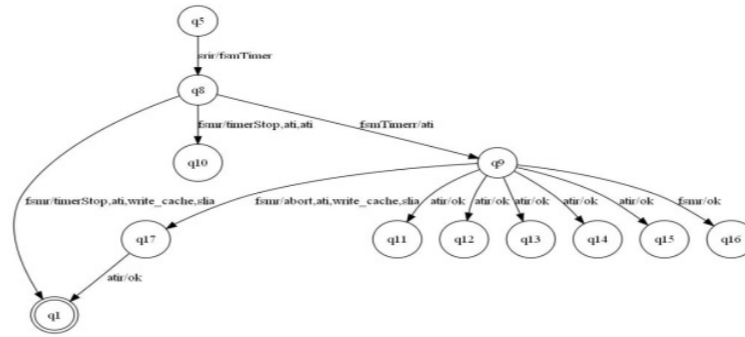 q5
srir/fsmTimer
q8
fsmr/timerStop,ati,ati
fsmTimerr/ati
q10
q9
fsmr/timerStop,ati,write_cache,slia
fsmr/abort,ati,write_cache,slia
atir/ok
atir/ok
atir/ok
atir/ok
atir/ok
fsmr/ok
q17
q11
q12
q13
q14
q15
q16
atir/ok
q1